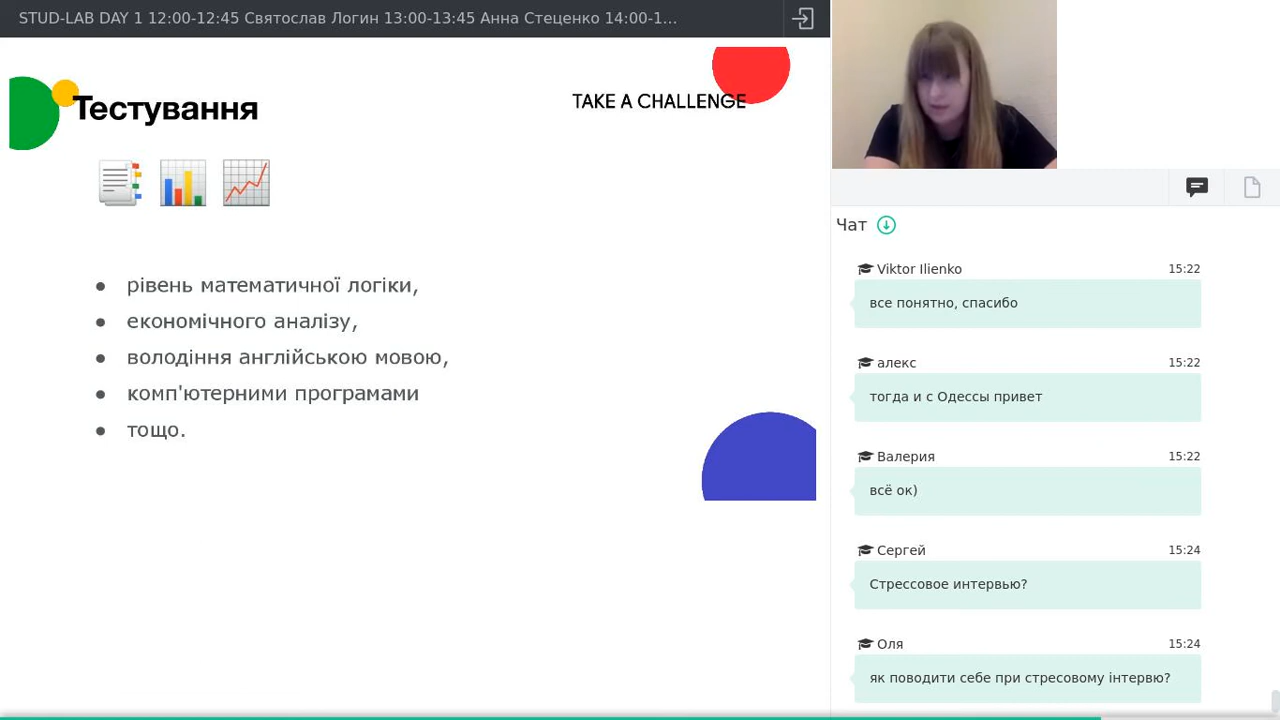 STUD-LAB DAY 1 12:00-12:45 Святослав Логин 13:00-13:45 Анна Стеценко 14:00-1…
Тестування
TAKE A CHALLENGE
● рівень математичної логіки,
● економічного аналізу,
● володіння англійською мовою,
● комп'ютерними програмами
● тощо.
Чат
Viktor Ilienko 15:22
все понятно, спасибо
алекс 15:22
тогда и с Одессы привет
Валерия 15:22
всё ок)
Сергей 15:24
Стрессовое интервью?
Оля 15:24
як поводити себе при стресовому інтервю?